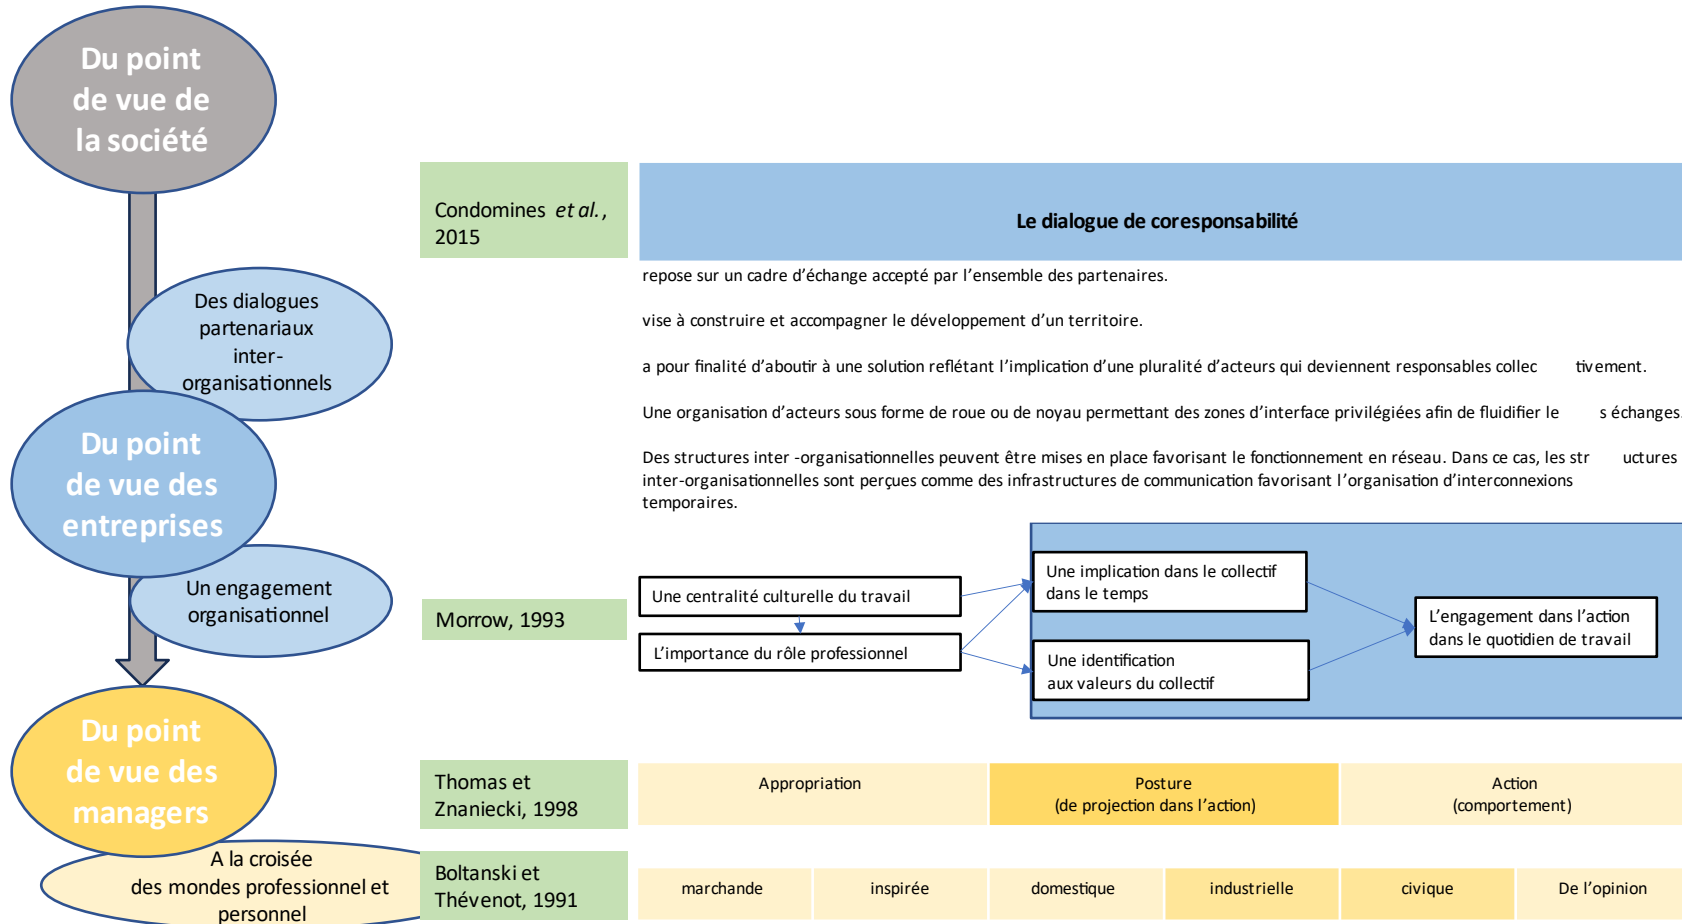 Du point
de vue de
la société
Des dialogues
partenariaux
inter-
organisationnels
Du point
de vue des
entreprises
Un engagement
organisationnel
Du point
de vue des
managers
A la croisée
des mondes professionnel et
personnel
Condomines et al.,
2015
Le dialogue de coresponsabilité
repose sur un cadre d’échange accepté par l’ensemble des partenaires.
vise à construire et accompagner le développement d’un territoire.
a pour finalité d’aboutir à une solution reflétant l’implication d’une pluralité d’acteurs qui deviennent responsables collec tivement.
Une organisation d’acteurs sous forme de roue ou de noyau permettant des zones d’interface privilégiées afin de fluidifier le s échanges.
Des structures inter -organisationnelles peuvent être mises en place favorisant le fonctionnement en réseau. Dans ce cas, les str uctures
inter-organisationnelles sont perçues comme des infrastructures de communication favorisant l’organisation d’interconnexions
temporaires.
Morrow, 1993
Une centralité culturelle du travail
L’importance du rôle professionnel
Une implication dans le collectif
dans le temps
Une identification
aux valeurs du collectif
L’engagement dans l’action
dans le quotidien de travail
Thomas et
Znaniecki, 1998
Appropriation
Posture
(de projection dans l’action)
Action
(comportement)
Boltanski et
Thévenot, 1991
marchande
inspirée
domestique
industrielle
civique
De l’opinion